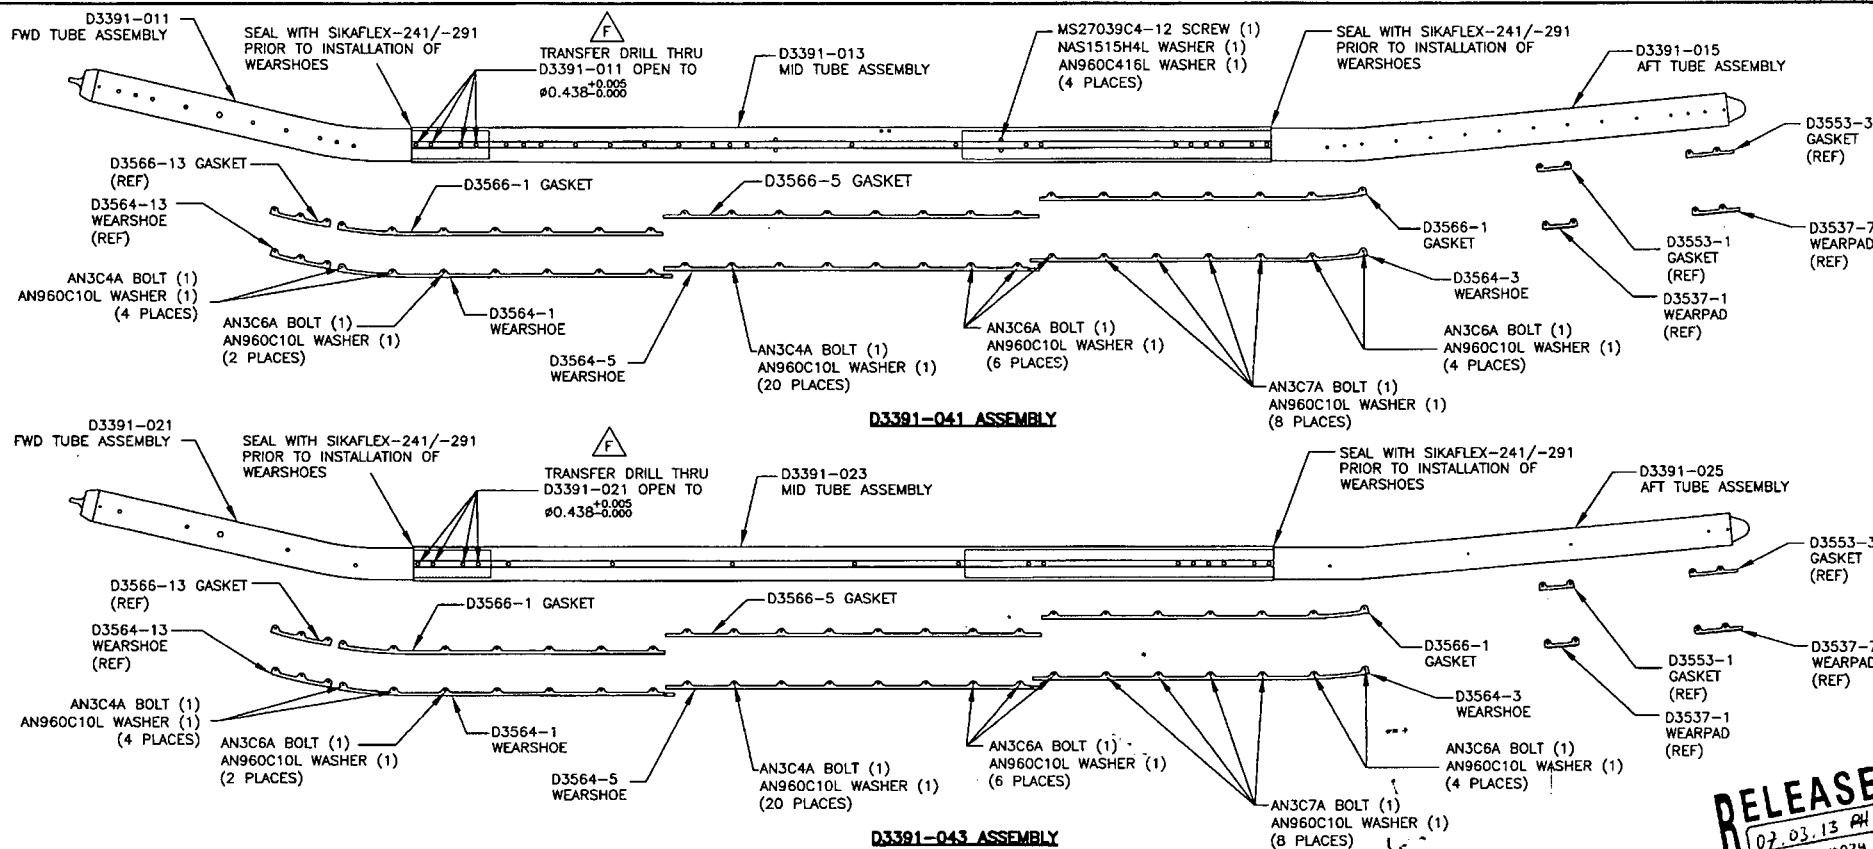 D3391-011
FWD TUBE ASSEMBLY
SEAL WITH SIKAFLEX-241/-291
PRIOR TO INSTALLATION OF
WEARSHOES
F
TRANSFER DRILL THRU
D3391-011 OPEN TO
ø0.438+0.005-0.000
D3391-013
MID TUBE ASSEMBLY
MS27039C4-12 SCREW (1)
NAS1515H4L WASHER (1)
AN960C416L WASHER (1)
(4 PLACES)
SEAL WITH SIKAFLEX-241/-291
PRIOR TO INSTALLATION OF
WEARSHOES
D3391-015
AFT TUBE ASSEMBLY
D3553-3
GASKET
(REF)
D3566-13 GASKET
(REF)
D3564-13
WEARSHOE
(REF)
D3566-1 GASKET
D3566-5 GASKET
D3566-1
GASKET
D3553-1
GASKET
(REF)
D3537-7
WEARPAD
(REF)
AN3C4A BOLT (1)
AN960C10L WASHER (1)
(4 PLACES)
AN3C6A BOLT (1)
AN960C10L WASHER (1)
(2 PLACES)
D3564-1
WEARSHOE
D3564-5
WEARSHOE
AN3C4A BOLT (1)
AN960C10L WASHER (1)
(20 PLACES)
AN3C6A BOLT (1)
AN960C10L WASHER (1)
(6 PLACES)
AN3C7A BOLT (1)
AN960C10L WASHER (1)
(8 PLACES)
D3564-3
WEARSHOE
AN3C6A BOLT (1)
AN960C10L WASHER (1)
(4 PLACES)
D3537-1
WEARPAD
(REF)
D3391-041 ASSEMBLY
D3391-021
FWD TUBE ASSEMBLY
SEAL WITH SIKAFLEX-241/-291
PRIOR TO INSTALLATION OF
WEARSHOES
F
TRANSFER DRILL THRU
D3391-021 OPEN TO
ø0.438+0.005-0.000
D3391-023
MID TUBE ASSEMBLY
SEAL WITH SIKAFLEX-241/-291
PRIOR TO INSTALLATION OF
WEARSHOES
D3391-025
AFT TUBE ASSEMBLY
D3553-3
GASKET
(REF)
D3566-13 GASKET
(REF)
D3564-13
WEARSHOE
(REF)
D3566-1 GASKET
D3566-5 GASKET
D3566-1
GASKET
D3553-1
GASKET
(REF)
D3537-7
WEARPAD
(REF)
AN3C4A BOLT (1)
AN960C10L WASHER (1)
(4 PLACES)
AN3C6A BOLT (1)
AN960C10L WASHER (1)
(2 PLACES)
D3564-1
WEARSHOE
D3564-5
WEARSHOE
AN3C4A BOLT (1)
AN960C10L WASHER (1)
(20 PLACES)
AN3C6A BOLT (1)
AN960C10L WASHER (1)
(6 PLACES)
AN3C7A BOLT (1)
AN960C10L WASHER (1)
(8 PLACES)
D3564-3
WEARSHOE
AN3C6A BOLT (1)
AN960C10L WASHER (1)
(4 PLACES)
D3537-1
WEARPAD
(REF)
D3391-043 ASSEMBLY
RELEASE
07.03.13 PH